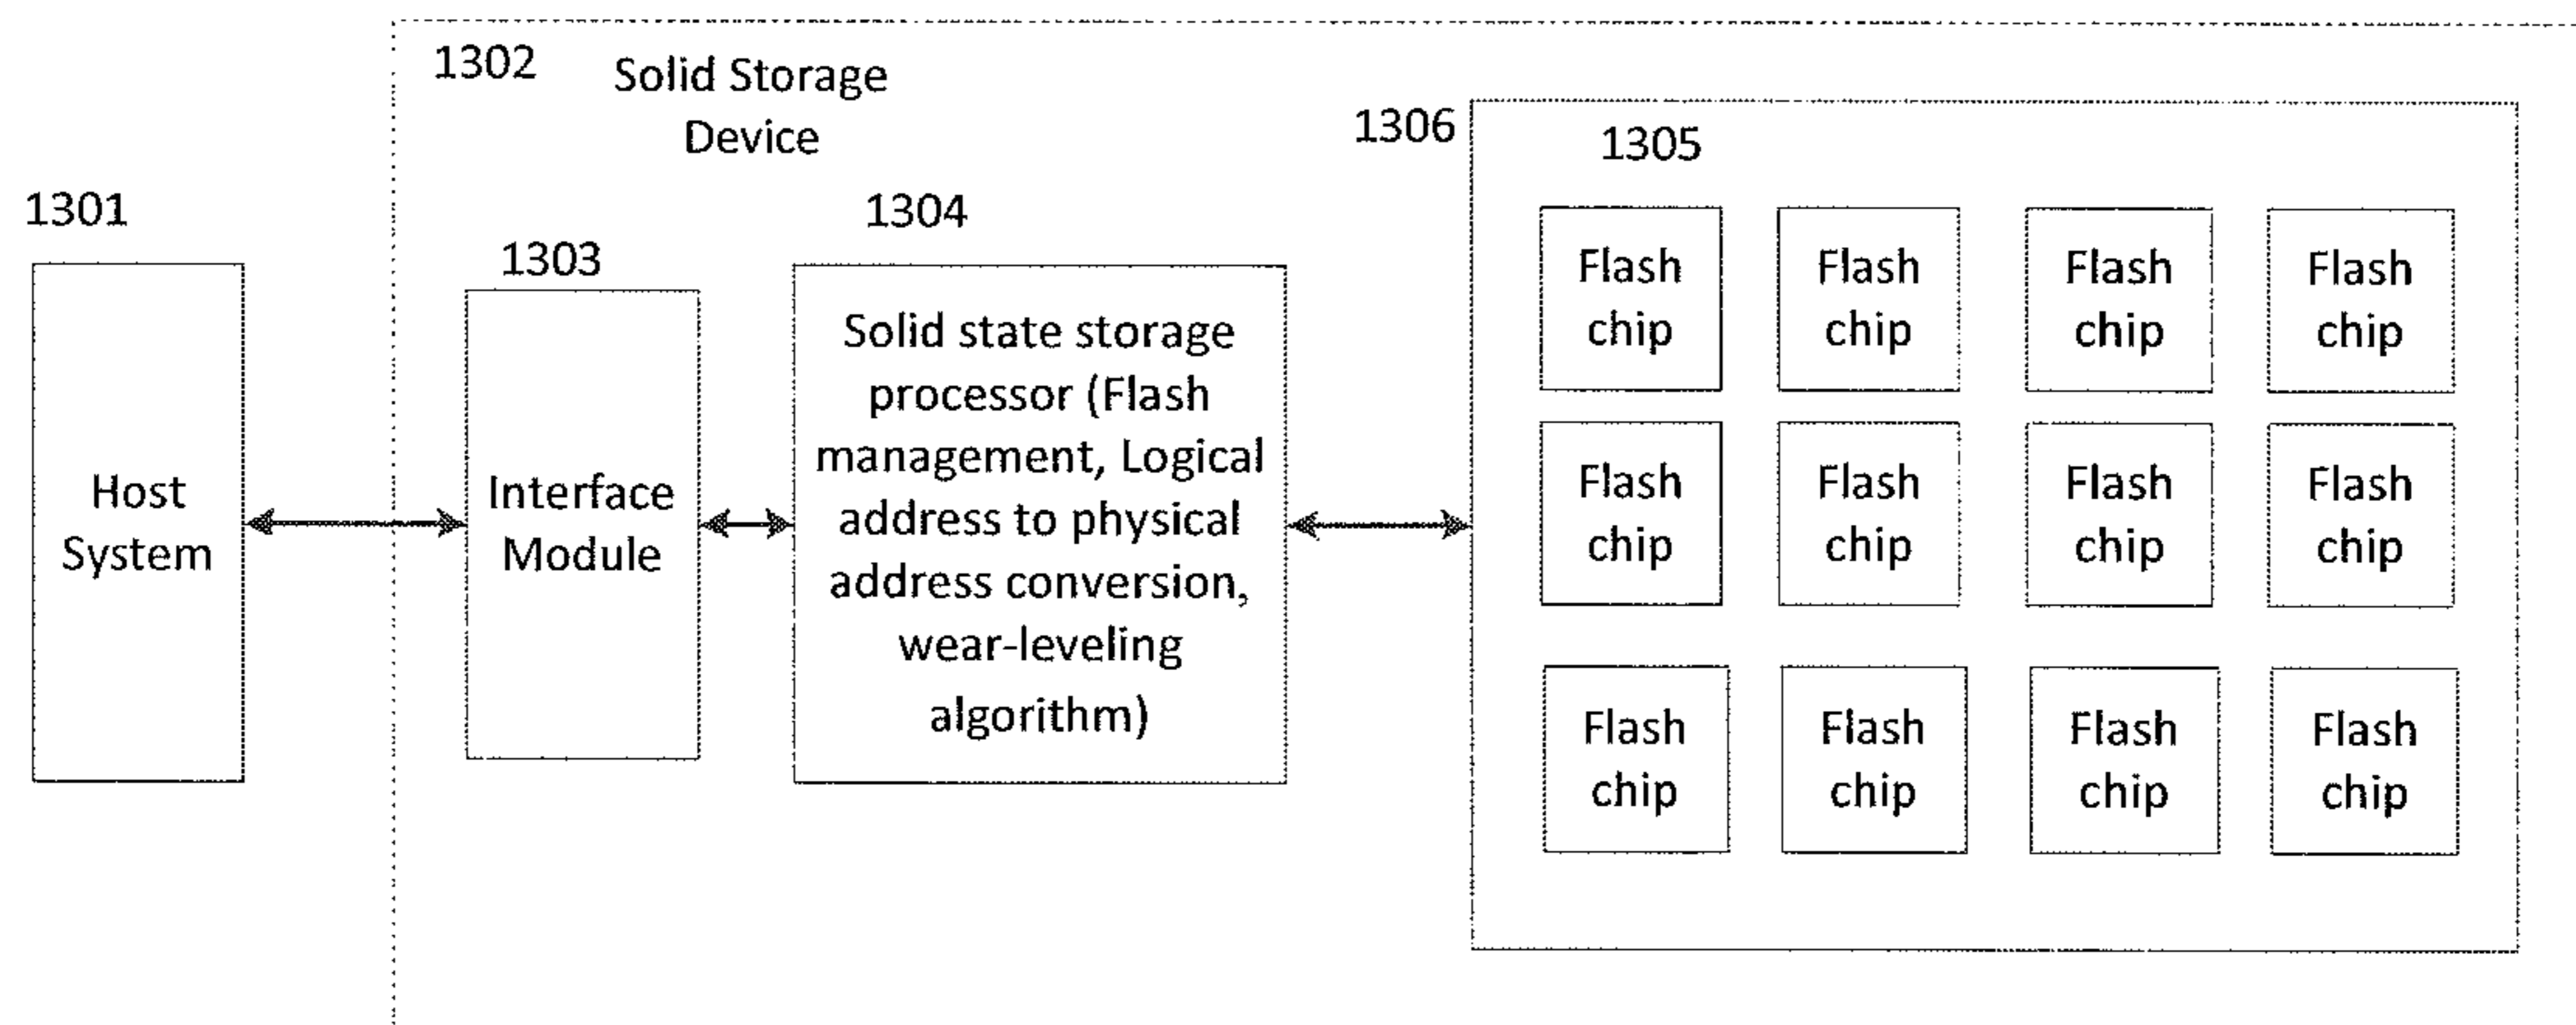 1302
Solid Storage
Device
1301
1303
Host
System
Interface
Module
1304
Solid state storage
processor (Flash
management, Logical
address to physical
address conversion,
wear-leveling
algorithm)
1306
1305
Flash
chip
Flash
chip
Flash
chip
Flash
chip
Flash
chip
Flash
chip
Flash
chip
Flash
chip
Flash
chip
Flash
chip
Flash
chip
Flash
chip